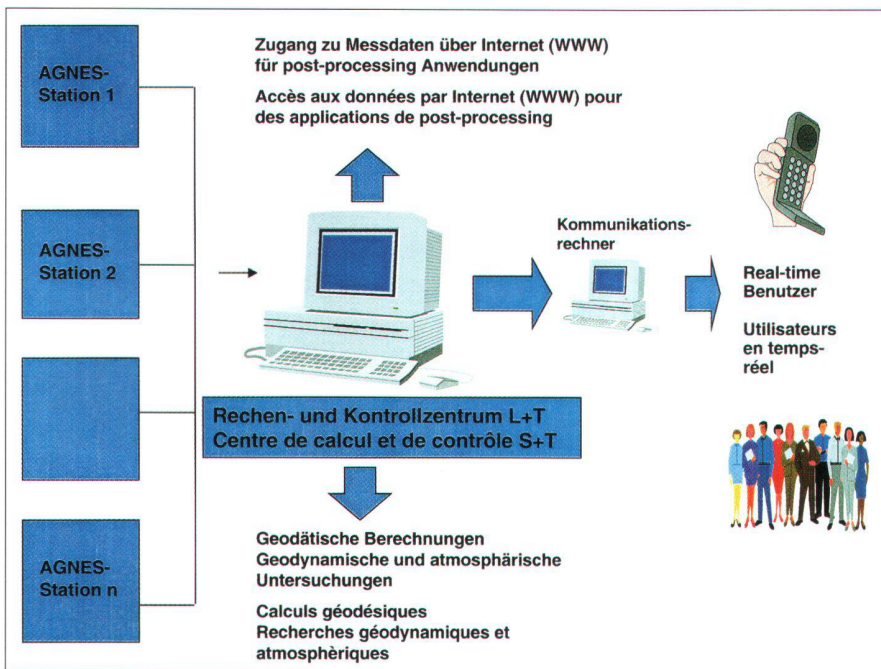 AGNES-
Station 1
Zugang zu Messdaten über Internet (WWW)
für post-processing Anwendungen
Accès aux données par Internet (WWW) pour
des applications de post-processing
AGNES-
Station 2
Kommunikations-
rechner
Real-time
Benutzer
Utilisateurs
en temps-
réel
Rechen- und Kontrollzentrum L+T
Centre de calcul et de contrôle S+T
AGNES-
Station n
Geodätische Berechnungen
Geodynamische und atmosphärische
Untersuchungen
Calculs géodésiques
Recherches géodynamiques et
atmosphèriques